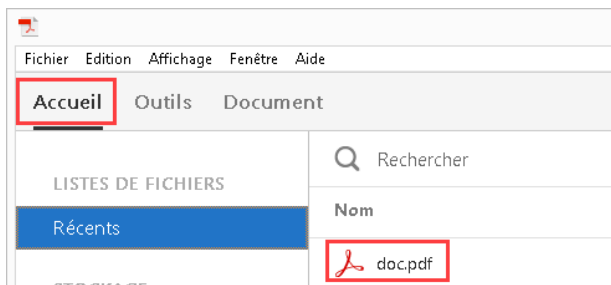 Fichier Edition Affichage Fenêtre Aide
Accueil Outils Document
Rechercher
LISTES DE FICHIERS
Nom
Récents
doc.pdf